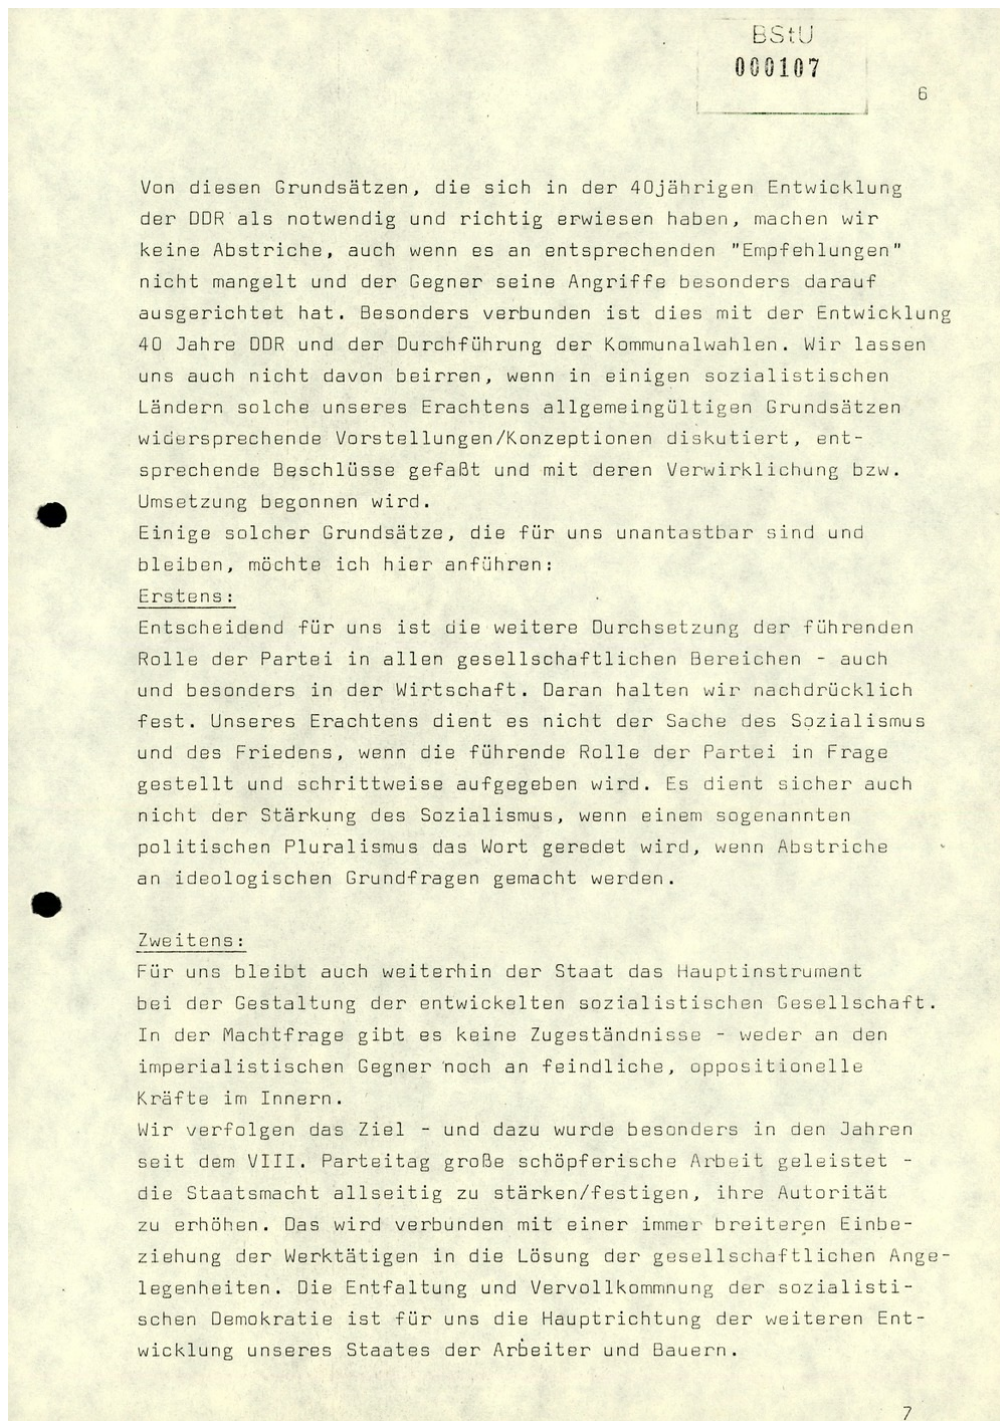 BStU
000107
6
Von diesen Grundsätzen, die sich in der 40jährigen Entwicklung
der DDR als notwendig und richtig erwiesen haben, machen wir
keine Abstriche, auch wenn es an entsprechenden "Empfehlungen"
nicht mangelt und der Gegner seine Angriffe besonders darauf
ausgerichtet hat. Besonders verbunden ist dies mit der Entwicklung
40 Jahre DDR und der Durchführung der Kommunalwahlen. Wir lassen
uns auch nicht davon beirren, wenn in einigen sozialistischen
Ländern solche unseres Erachtens allgemeingültigen Grundsätzen
widersprechende Vorstellungen/Konzeptionen diskutiert, ent-
sprechende Beschlüsse gefaßt und mit deren Verwirklichung bzw.
Umsetzung begonnen wird.
Einige solcher Grundsätze, die für uns unantastbar sind und
bleiben, möchte ich hier anführen:
Erstens:
Entscheidend für uns ist die weitere Durchsetzung der führenden
Rolle der Partei in allen gesellschaftlichen Bereichen - auch
und besonders in der Wirtschaft. Daran halten wir nachdrücklich
fest. Unseres Erachtens dient es nicht der Sache des Sozialismus
und des Friedens, wenn die führende Rolle der Partei in Frage
gestellt und schrittweise aufgegeben wird. Es dient sicher auch
nicht der Stärkung des Sozialismus, wenn einem sogenannten
politischen Pluralismus das Wort geredet wird, wenn Abstriche
an ideologischen Grundfragen gemacht werden.
Zweitens:
Für uns bleibt auch weiterhin der Staat das Hauptinstrument
bei der Gestaltung der entwickelten sozialistischen Gesellschaft.
In der Machtfrage gibt es keine Zugeständnisse - weder an den
imperialistischen Gegner noch an feindliche, oppositionelle
Kräfte im Innern.
Wir verfolgen das Ziel - und dazu wurde besonders in den Jahren
seit dem VIII. Parteitag große schöpferische Arbeit geleistet -
die Staatsmacht allseitig zu stärken/festigen, ihre Autorität
zu erhöhen. Das wird verbunden mit einer immer breiteren Einbe-
ziehung der Werktätigen in die Lösung der gesellschaftlichen Ange-
legenheiten. Die Entfaltung und Vervollkommnung der sozialisti-
schen Demokratie ist für uns die Hauptrichtung der weiteren Ent-
wicklung unseres Staates der Arbeiter und Bauern.
7